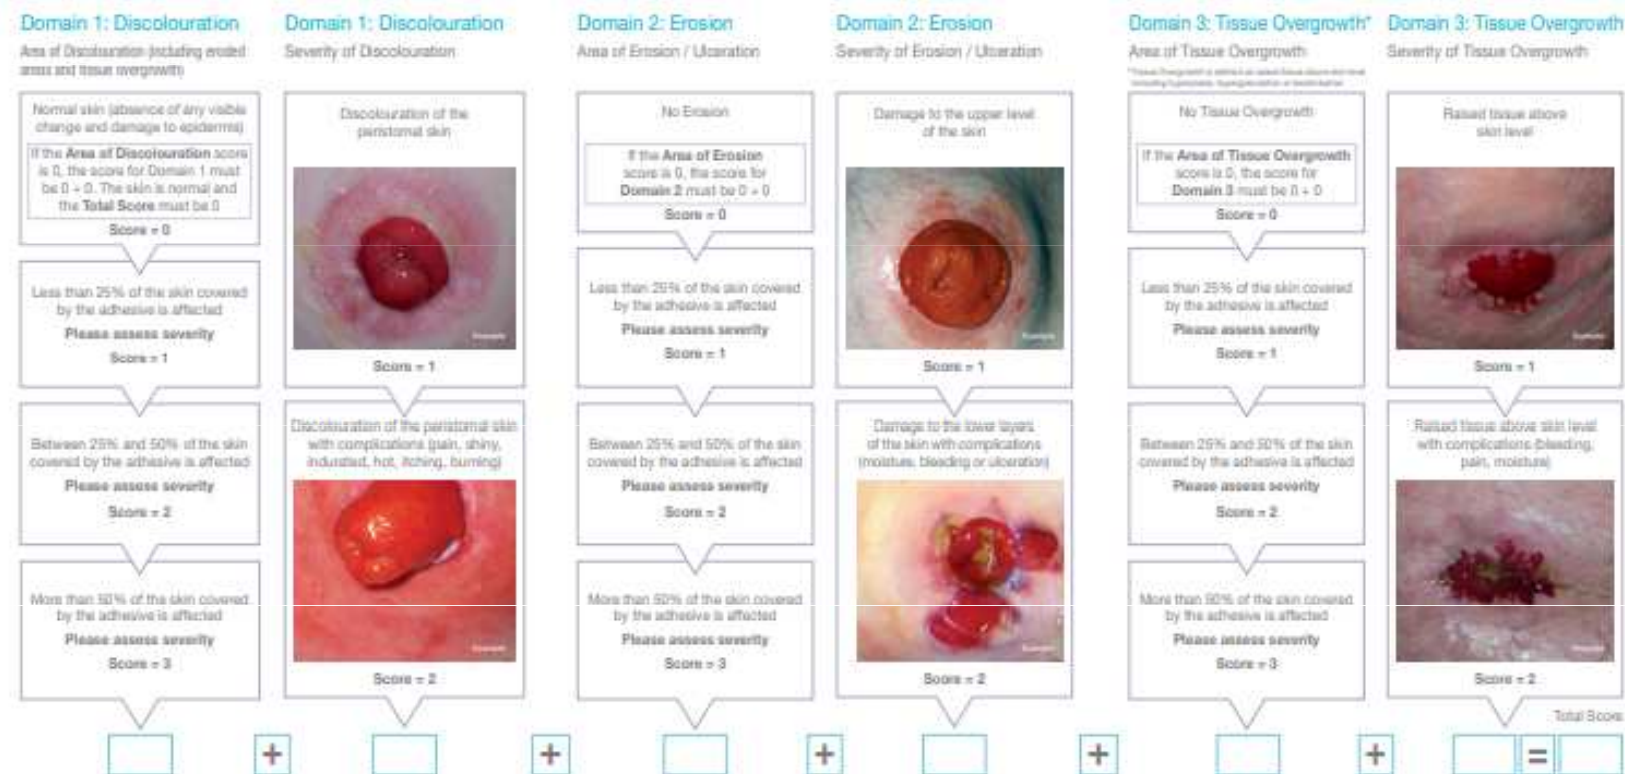 Domain 1: Discolouration
Area of Discolouration (including eroded
areas and tissue overgrowth)
Normal skin (absence of any visible
change and damage to epidermis)
If the Area of Discolouration score
is 0, the score for Domain 1 must
be 0 + 0. The skin is normal and
the Total Score must be 0
Score = 0
Less than 25% of the skin covered
by the adhesive is affected
Please assess severity
Score = 1
Between 25% and 50% of the skin
covered by the adhesive is affected
Please assess severity
Score = 2
More than 50% of the skin covered
by the adhesive is affected
Please assess severity
Score = 3
Domain 1: Discolouration
Severity of Discolouration
Discolouration of the
peristomal skin
Example
Score = 1
Discolouration of the peristomal skin
with complications (pain, shiny,
indurated, hot, itching, burning)
Example
Score = 2
Domain 2: Erosion
Area of Erosion / Ulceration
No Erosion
If the Area of Erosion
score is 0, the score for
Domain 2 must be 0 + 0
Score = 0
Less than 25% of the skin covered
by the adhesive is affected
Please assess severity
Score = 1
Between 25% and 50% of the skin
covered by the adhesive is affected
Please assess severity
Score = 2
More than 50% of the skin covered
by the adhesive is affected
Please assess severity
Score = 3
Domain 2: Erosion
Severity of Erosion / Ulceration
Damage to the upper level
of the skin
Example
Score = 1
Damage to the lower layers
of the skin with complications
(moisture, bleeding or ulceration)
Example
Score = 2
Domain 3: Tissue Overgrowth*
Area of Tissue Overgrowth
No Tissue Overgrowth
If the Area of Tissue Overgrowth
score is 0, the score for
Domain 3 must be 0 + 0
Score = 0
Less than 25% of the skin covered
by the adhesive is affected
Please assess severity
Score = 1
Between 25% and 50% of the skin
covered by the adhesive is affected
Please assess severity
Score = 2
More than 50% of the skin covered
by the adhesive is affected
Please assess severity
Score = 3
Domain 3: Tissue Overgrowth
Severity of Tissue Overgrowth
Raised tissue above
skin level
Example
Score = 1
Raised tissue above skin level
with complications (bleeding,
pain, moisture)
Example
Score = 2
Total Score
+ + + + + =